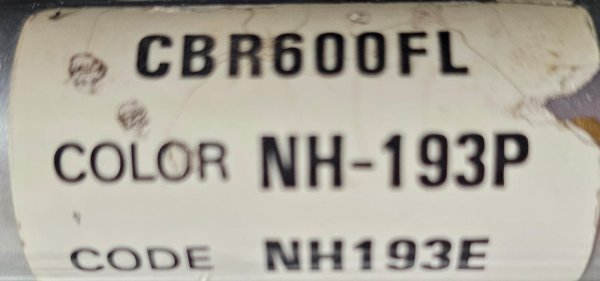 CBR600FL
COLOR NH-193P
CODE NH193E